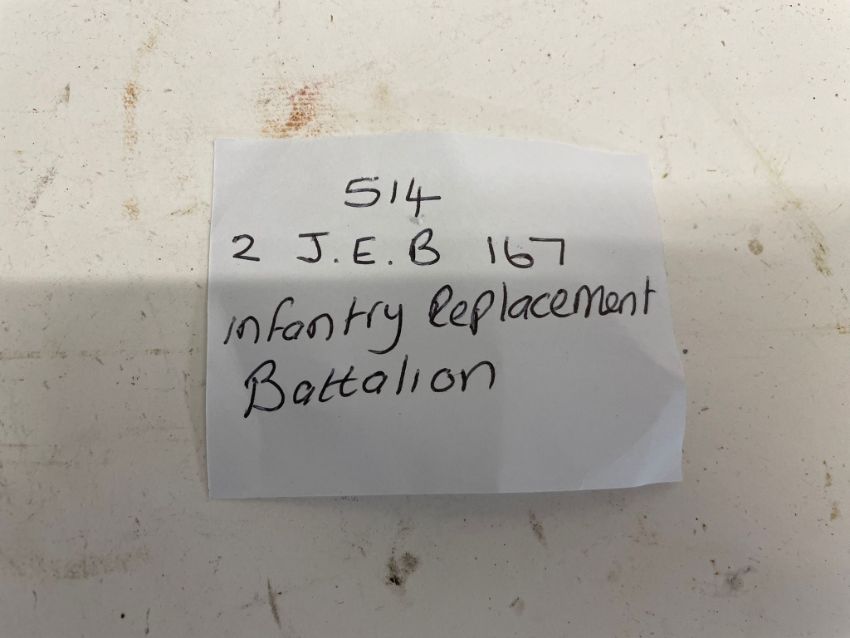 514
2 J.E.B 167
infantry Replacement
Battalion